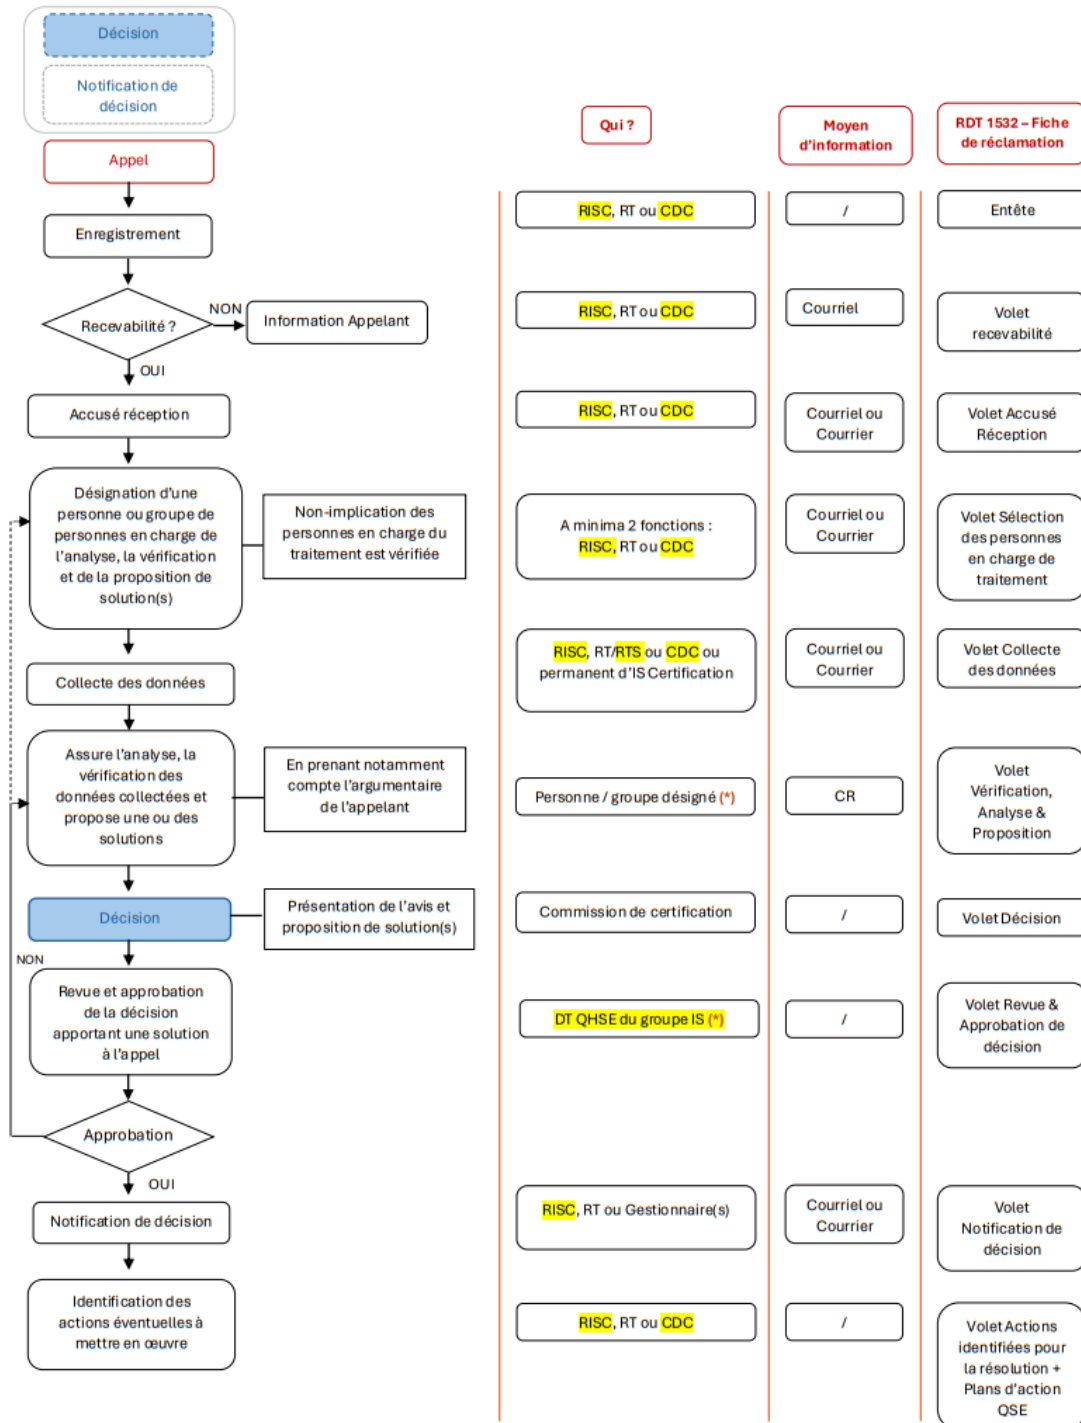 Décision
Notification de
décision
Qui ?
Moyen
d’information
RDT 1532 – Fiche
de réclamation
Appel
Enregistrement
RISC, RT ou CDC
/
Entête
Recevabilité ?
NON
Information Appelant
RISC, RT ou CDC
Courriel
Volet
recevabilité
OUI
Accusé réception
RISC, RT ou CDC
Courriel ou
Courrier
Volet Accusé
Réception
Désignation d’une
personne ou groupe de
personnes en charge de
l’analyse, la vérification
et de la proposition de
solution(s)
Non-implication des
personnes en charge du
traitement est vérifiée
A minima 2 fonctions :
RISC, RT ou CDC
Courriel ou
Courrier
Volet Sélection
des personnes
en charge de
traitement
Collecte des données
RISC, RT/RTS ou CDC ou
permanent d’IS Certification
Courriel ou
Courrier
Volet Collecte
des données
Assure l’analyse, la
vérification des
données collectées et
propose une ou des
solutions
En prenant notamment
compte l’argumentaire
de l’appelant
Personne / groupe désigné (*)
CR
Volet
Vérification,
Analyse &
Proposition
Décision
Présentation de l’avis et
proposition de solution(s)
Commission de certification
/
Volet Décision
NON
Revue et approbation
de la décision
apportant une solution
à l’appel
DT QHSE du groupe IS (*)
/
Volet Revue &
Approbation de
décision
Approbation
OUI
Notification de décision
RISC, RT ou Gestionnaire(s)
Courriel ou
Courrier
Volet
Notification de
décision
Identification des
actions éventuelles à
mettre en œuvre
RISC, RT ou CDC
/
Volet Actions
identifiées pour
la résolution +
Plans d’action
QSE